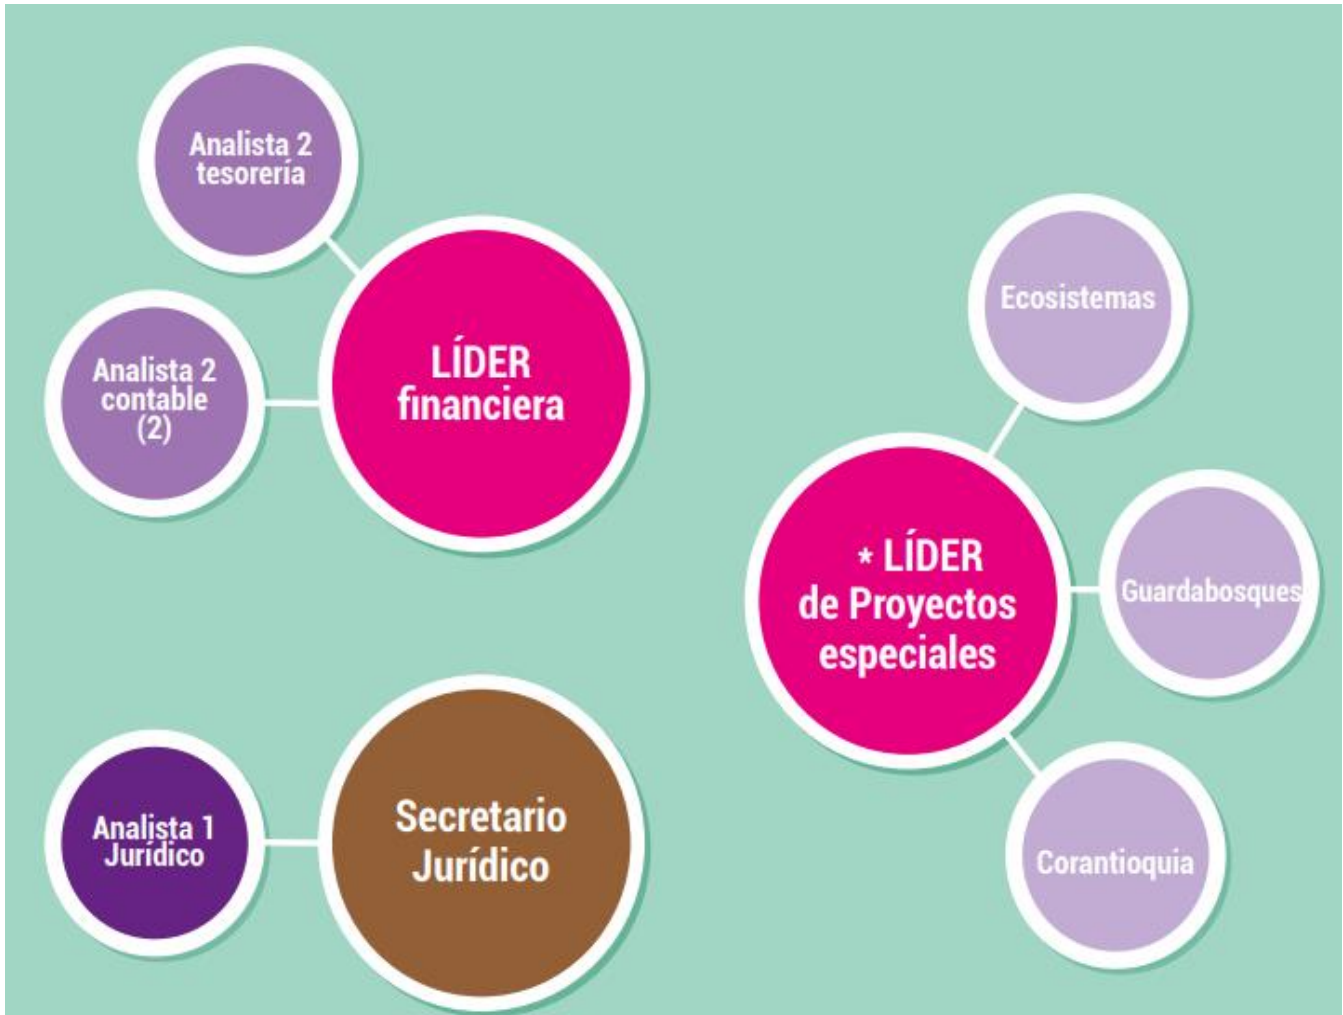 Analista 2
tesorería
LÍDER
financiera
Analista 2
contable
(2)
Ecosistemas
* LÍDER
de Proyectos
especiales
Guardabosques
Corantioquia
Secretario
Jurídico
Analista 1
Jurídico